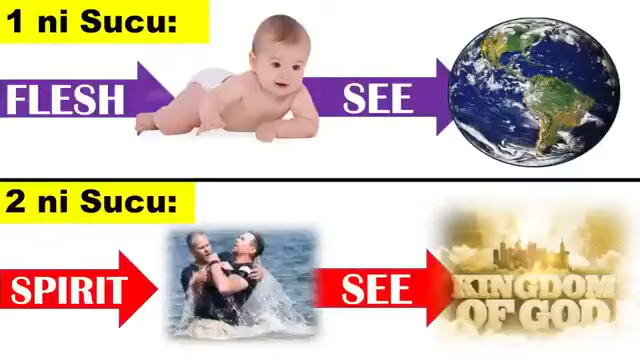 1 ni Sucu:
FLESH SEE
2 ni Sucu:
SPIRIT SEE
KINGDOM
OF GOD